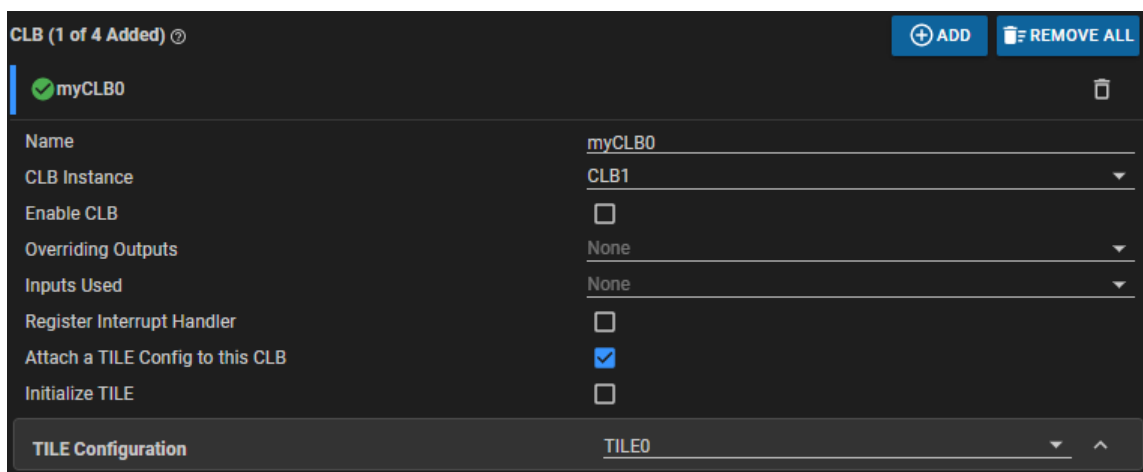 CLB (1 of 4 Added) ADD REMOVE ALL
myCLB0
Name myCLB0
CLB Instance CLB1
Enable CLB
Overriding Outputs None
Inputs Used None
Register Interrupt Handler
Attach a TILE Config to this CLB
Initialize TILE
TILE Configuration TILE0